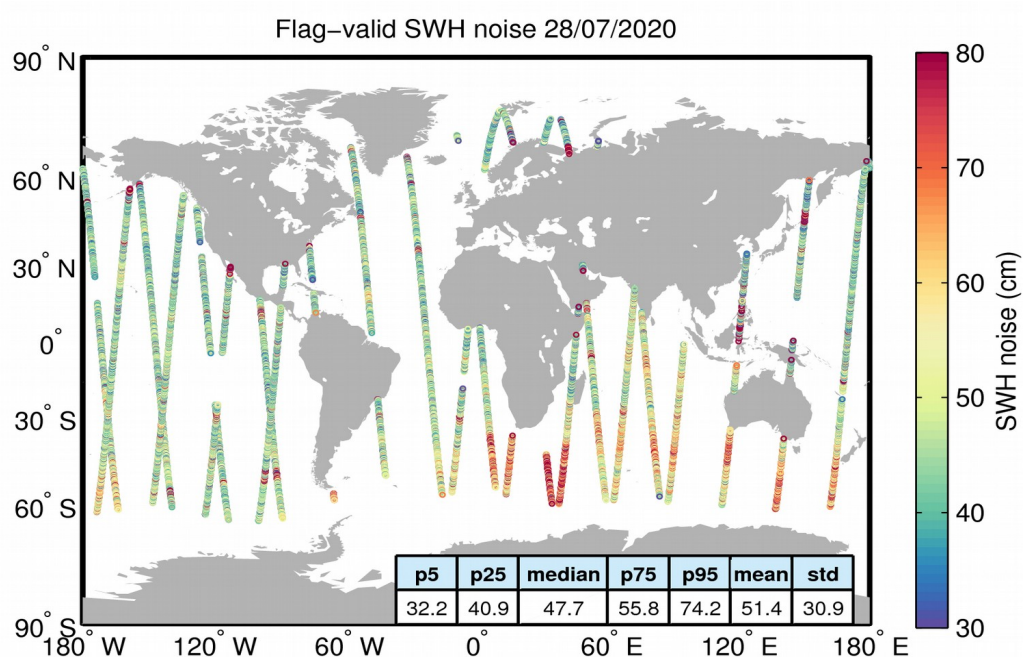 Flag−valid SWH noise 28/07/2020
90° N
60° N
30° N
0°
30° S
60° S
90° S
180° W
120° W
60° W
0°
60° E
120° E
180° E
80
70
60
50
40
30
SWH noise (cm)
p5 p25 median p75 p95 mean std
32.2 40.9 47.7 55.8 74.2 51.4 30.9